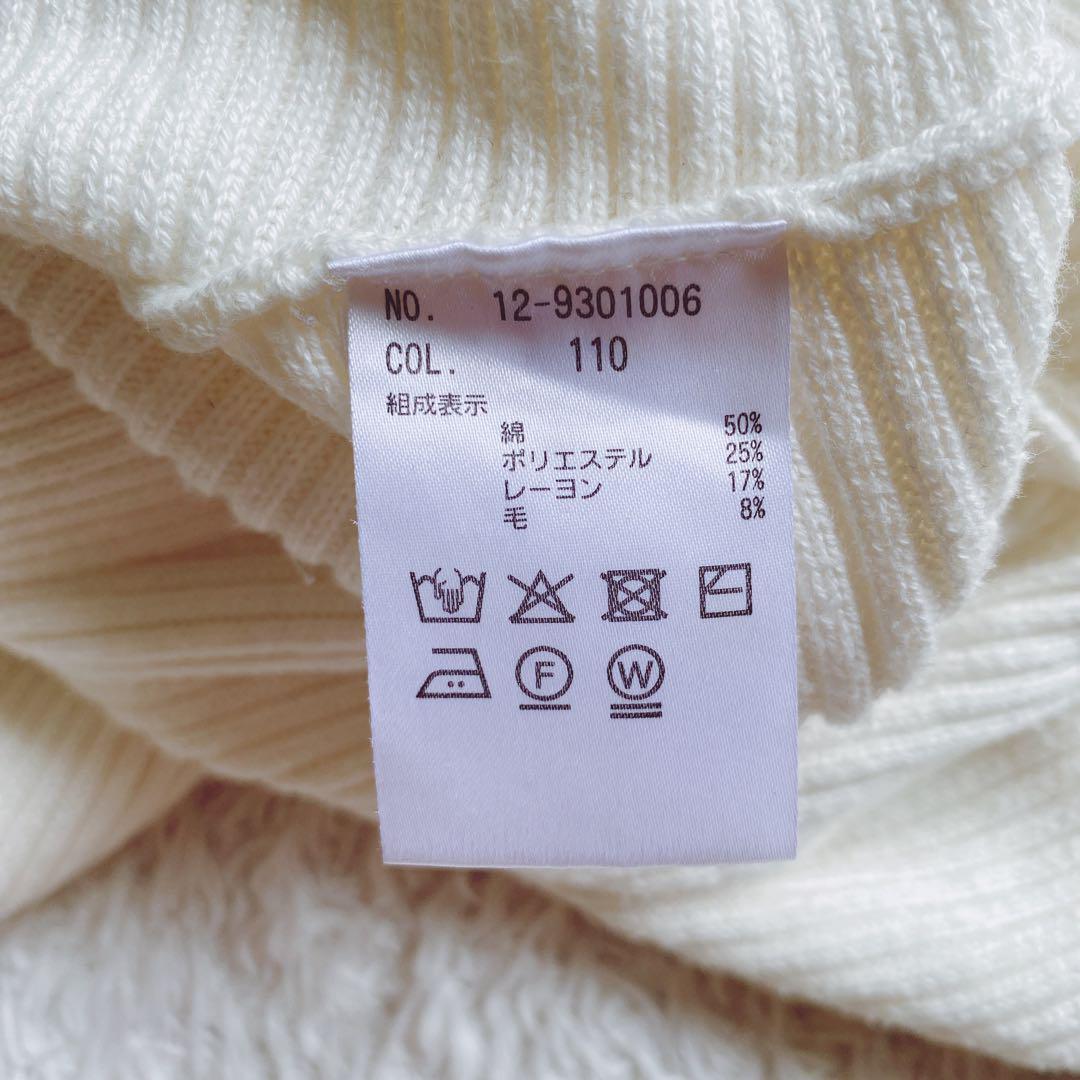 NO. 12-9301006
COL. 110
組成表示
綿 50%
ポリエステル 25%
レーヨン 17%
毛 8%
F W